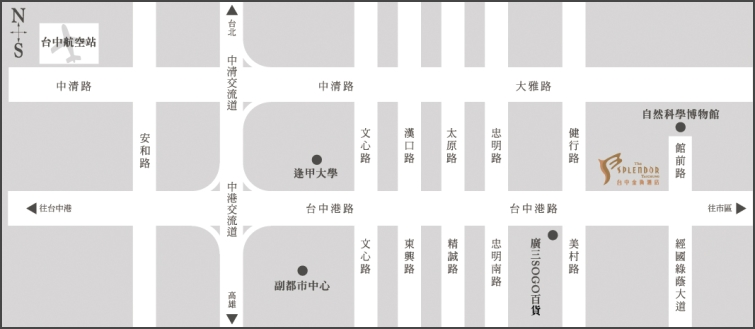 N
S
台中航空站
台北
中清交流道
中清路
中清路
大雅路
安和路
文心路
漢口路
太原路
忠明路
健行路
自然科學博物館
館前路
逢甲大學
The
SPLENDOR
Taichung
台中金典酒店
往台中港
中港交流道
台中港路
台中港路
往市區
副都市中心
高雄
文心路
東興路
精誠路
忠明南路
廣三SOGO百貨
美村路
經國綠蔭大道